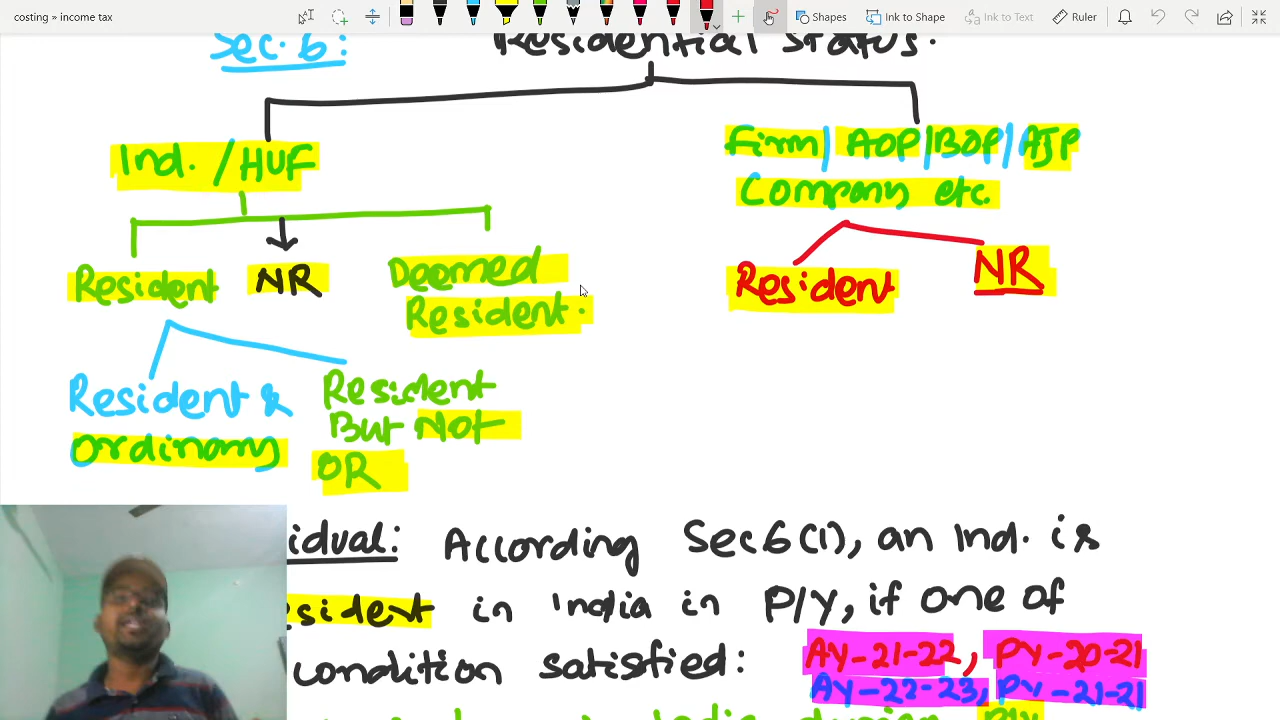 costing » income tax
Shapes Ink to Shape Ink to Text Ruler
Sec. 6: Residential Status.
Ind. / HUF
Firm | AOP | BOP | AJP
Company etc.
Resident NR Deemed
Resident.
Resident NR
Resident &
Ordinary
Resident
But Not
OR
idual: According Sec 6(1), an Ind. is
esident in India in P/Y, if one of
condition satisfied: AY-21-22, PY-20-21
AY-22-23, PY-21-21
India during P/Y